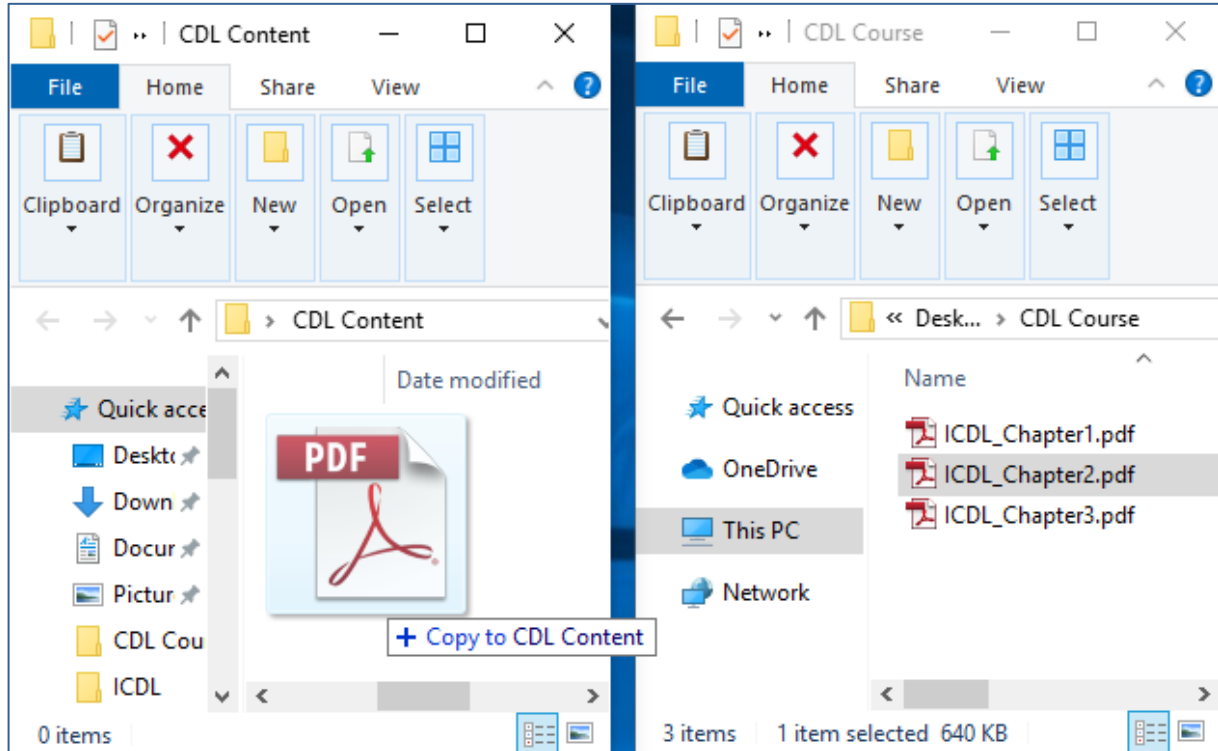 CDL Content
File Home Share View
Clipboard Organize New Open Select
CDL Content
Date modified
Quick acce
Deskt
Down
Docur
Pictur
CDL Cou
ICDL
PDF
+ Copy to CDL Content
0 items
CDL Course
File Home Share View
Clipboard Organize New Open Select
« Desk... > CDL Course
Name
Quick access
OneDrive
This PC
Network
ICDL_Chapter1.pdf
ICDL_Chapter2.pdf
ICDL_Chapter3.pdf
3 items 1 item selected 640 KB